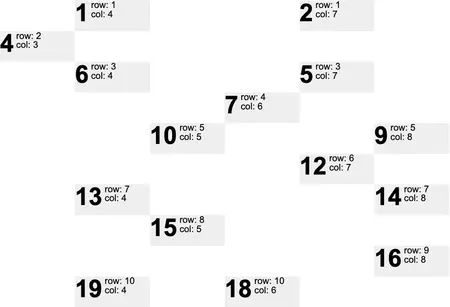 1 row: 1
col: 4
2 row: 1
col: 7
4 row: 2
col: 3
6 row: 3
col: 4
5 row: 3
col: 7
7 row: 4
col: 6
10 row: 5
col: 5
9 row: 5
col: 8
12 row: 6
col: 7
13 row: 7
col: 4
14 row: 7
col: 8
15 row: 8
col: 5
16 row: 9
col: 8
19 row: 10
col: 4
18 row: 10
col: 6